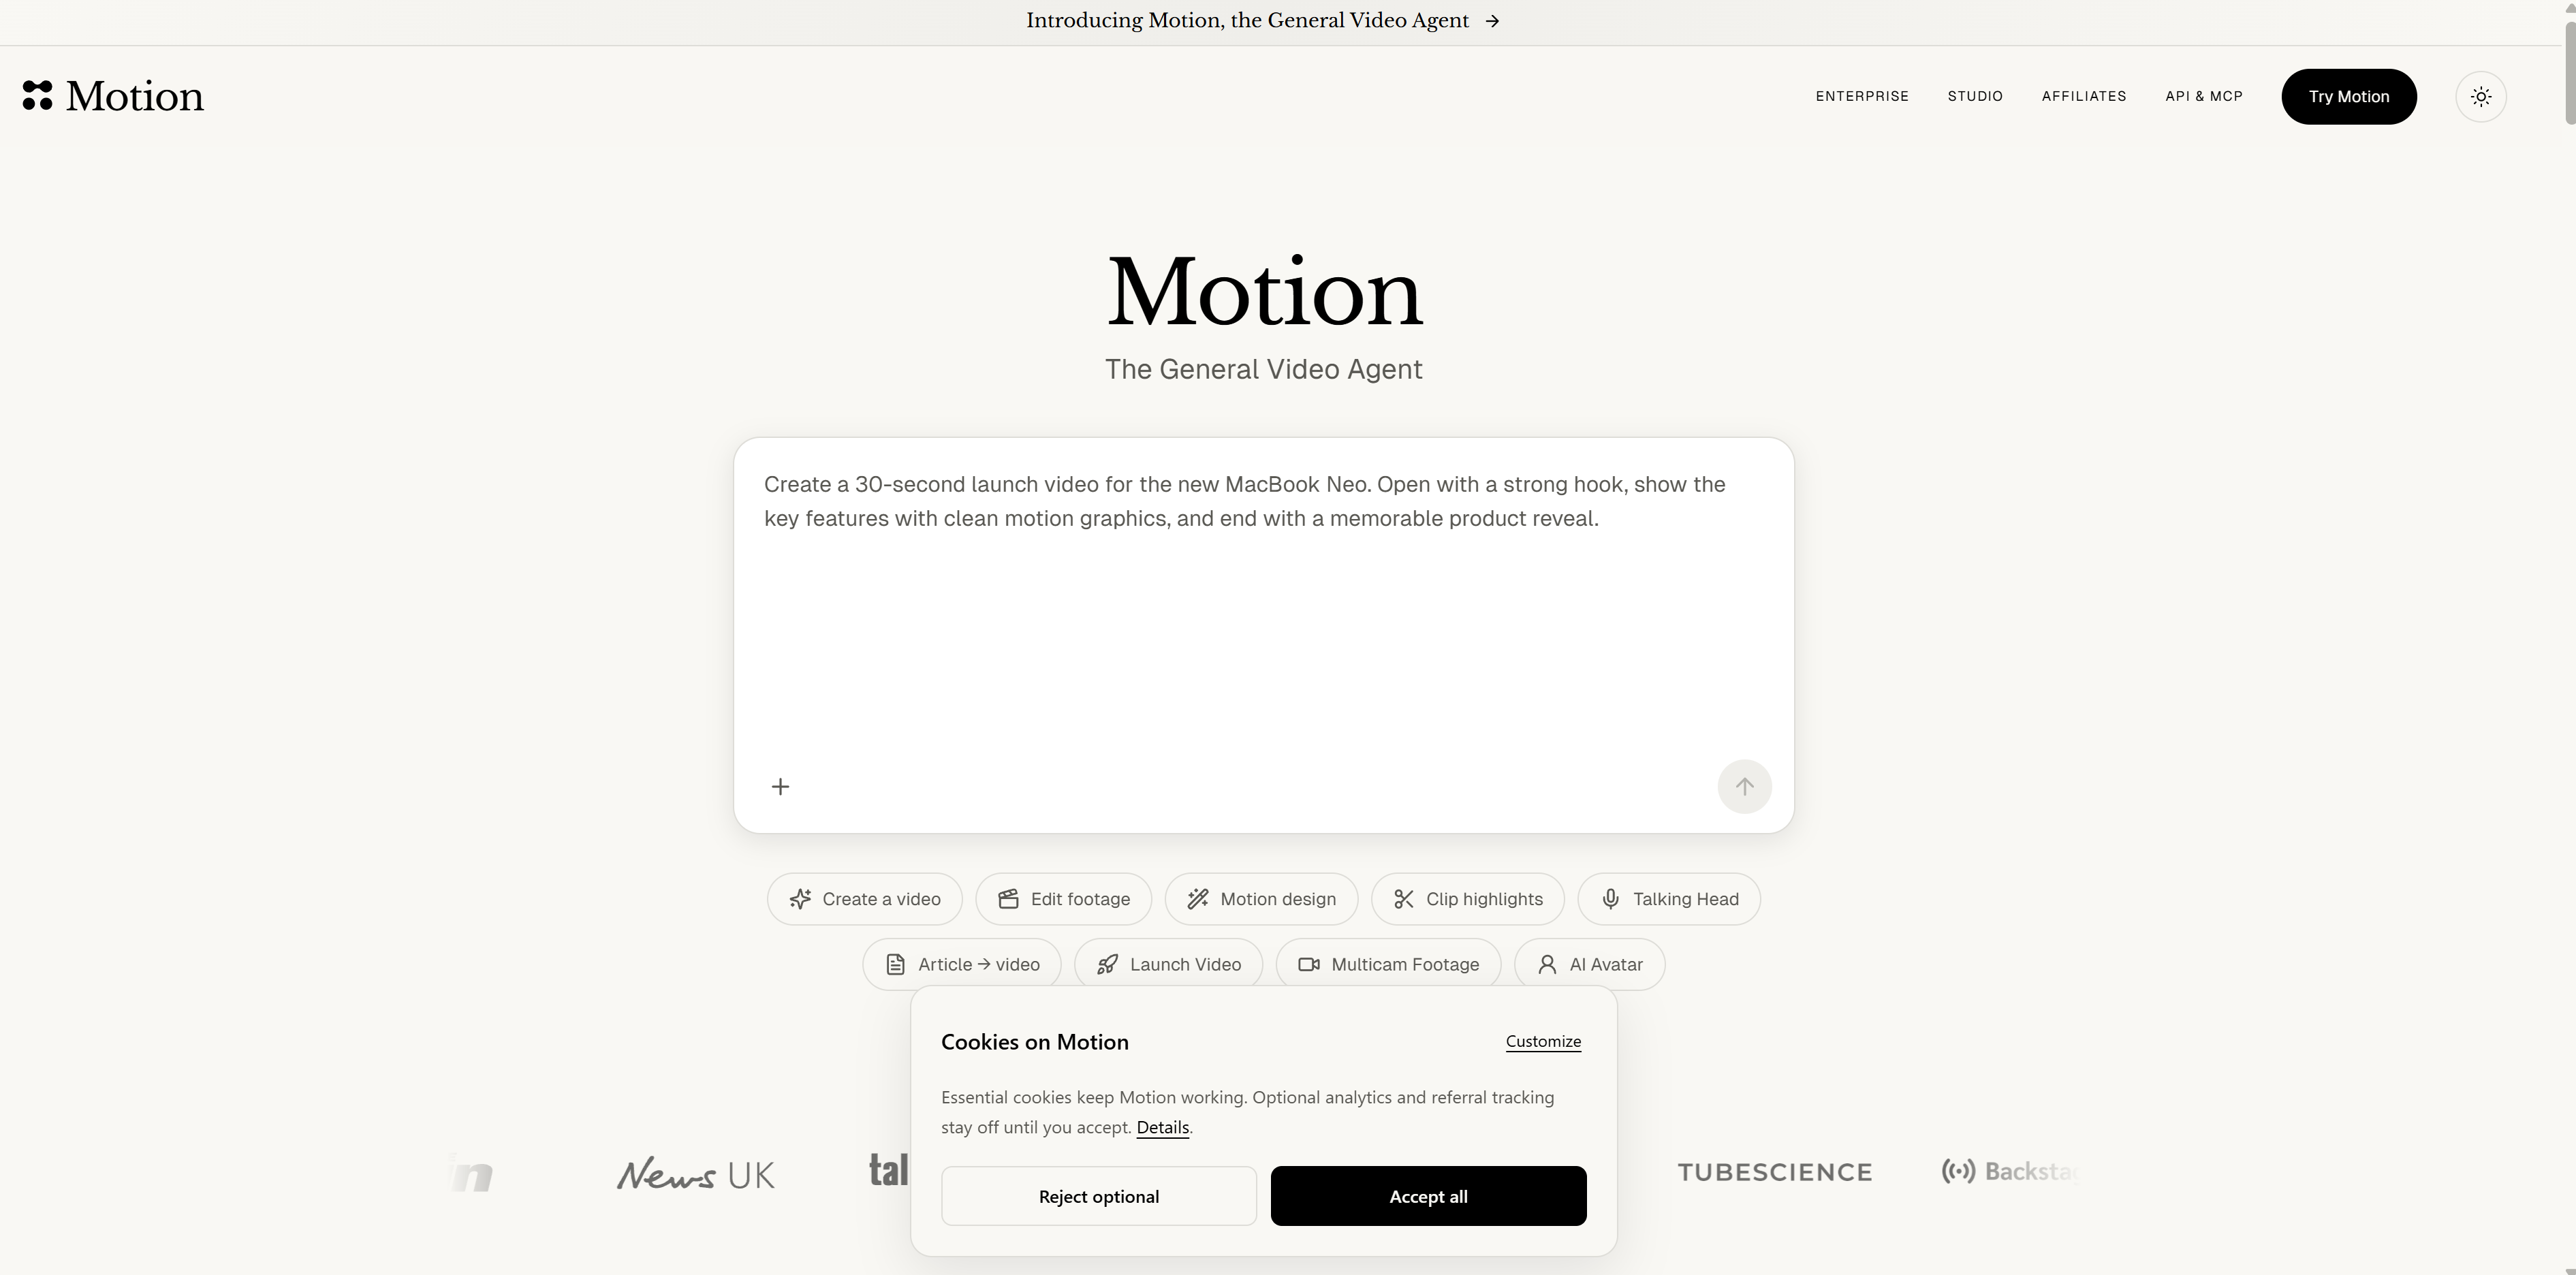 Introducing Motion, the General Video Agent →
Motion
ENTERPRISE STUDIO AFFILIATES API & MCP Try Motion
Motion
The General Video Agent
Create a 30-second launch video for the new MacBook Neo. Open with a strong hook, show the
key features with clean motion graphics, and end with a memorable product reveal.
Create a video Edit footage Motion design Clip highlights Talking Head
Article → video Launch Video Multicam Footage AI Avatar
Cookies on Motion Customize
Essential cookies keep Motion working. Optional analytics and referral tracking
stay off until you accept. Details.
Reject optional Accept all
in News UK tal TUBESCIENCE Backsta